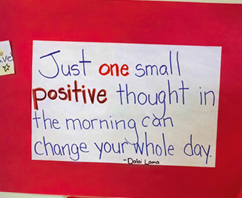 Just one small
positive thought in
the morning can
change your whole day.
-Dalai Lama